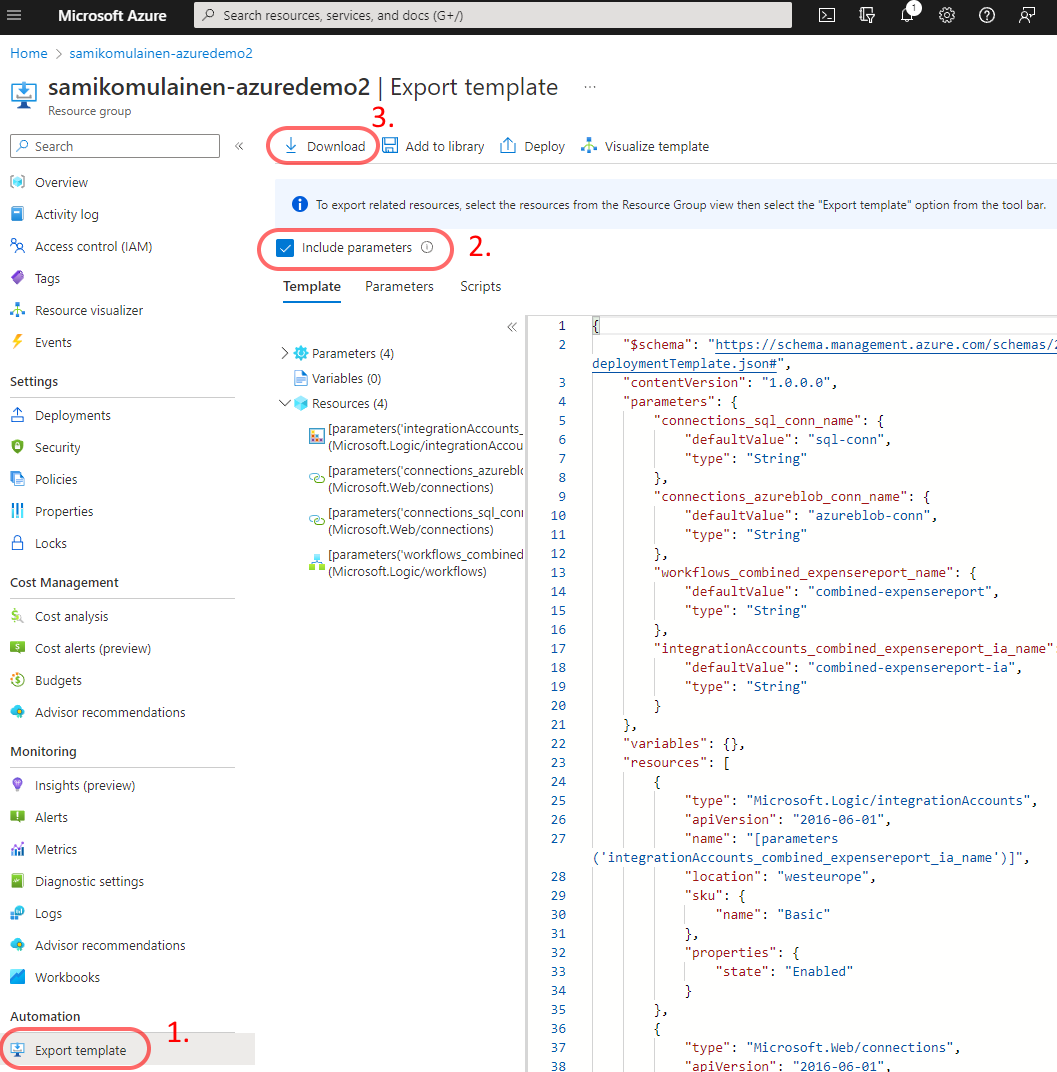 Microsoft Azure
Search resources, services, and docs (G+/)
1
Home > samikomulainen-azuredemo2
samikomulainen-azuredemo2 | Export template ...
Resource group
3.
Search
«
Download
Add to library
Deploy
Visualize template
Overview
Activity log
Access control (IAM)
Tags
Resource visualizer
Events
Settings
Deployments
Security
Policies
Properties
Locks
Cost Management
Cost analysis
Cost alerts (preview)
Budgets
Advisor recommendations
Monitoring
Insights (preview)
Alerts
Metrics
Diagnostic settings
Logs
Advisor recommendations
Workbooks
Automation
1.
Export template
To export related resources, select the resources from the Resource Group view then select the "Export template" option from the tool bar.
Include parameters
2.
Template
Parameters
Scripts
«
Parameters (4)
Variables (0)
Resources (4)
[parameters('integrationAccounts_
(Microsoft.Logic/integrationAccou
[parameters('connections_azureblo
(Microsoft.Web/connections)
[parameters('connections_sql_conn
(Microsoft.Web/connections)
[parameters('workflows_combined
(Microsoft.Logic/workflows)
1 {
2 "$schema": "https://schema.management.azure.com/schemas/2
deploymentTemplate.json#",
3 "contentVersion": "1.0.0.0",
4 "parameters": {
5 "connections_sql_conn_name": {
6 "defaultValue": "sql-conn",
7 "type": "String"
8 },
9 "connections_azureblob_conn_name": {
10 "defaultValue": "azureblob-conn",
11 "type": "String"
12 },
13 "workflows_combined_expensereport_name": {
14 "defaultValue": "combined-expensereport",
15 "type": "String"
16 },
17 "integrationAccounts_combined_expensereport_ia_name":
18 "defaultValue": "combined-expensereport-ia",
19 "type": "String"
20 }
21 },
22 "variables": {},
23 "resources": [
24 {
25 "type": "Microsoft.Logic/integrationAccounts",
26 "apiVersion": "2016-06-01",
27 "name": "[parameters
('integrationAccounts_combined_expensereport_ia_name')]",
28 "location": "westeurope",
29 "sku": {
30 "name": "Basic"
31 },
32 "properties": {
33 "state": "Enabled"
34 }
35 },
36 {
37 "type": "Microsoft.Web/connections",
38 "apiVersion": "2016-06-01",